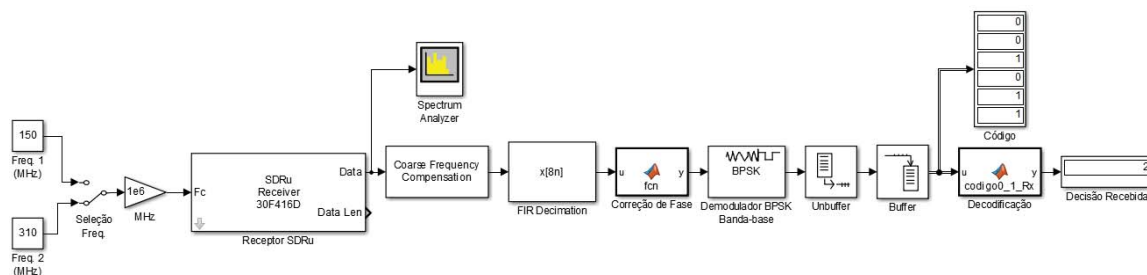 150
Freq. 1
(MHz)
310
Freq. 2
(MHz)
Seleção
Freq.
1e6
MHz
Fc
SDRu
Receiver
30F416D
Data
Data Len
Receptor SDRu
Spectrum
Analyzer
Coarse Frequency
Compensation
x[8n]
FIR Decimation
u
fcn
y
Correção de Fase
BPSK
Demodulador BPSK
Banda-base
Unbuffer
Buffer
0
0
1
0
1
1
Código
u
codigo0_1_Rx
y
Decodificação
2
Decisão Recebida